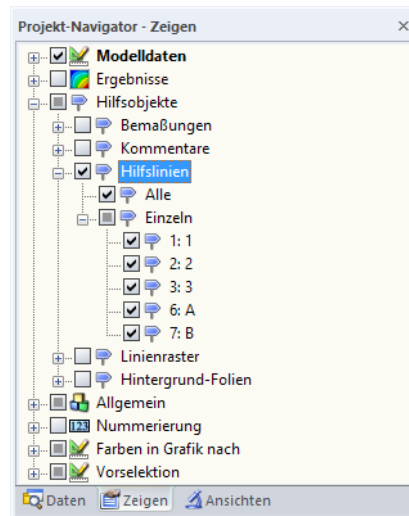 Projekt-Navigator - Zeigen
Modelldaten
Ergebnisse
Hilfsobjekte
Bemaßungen
Kommentare
Hilfslinien
Alle
Einzeln
1: 1
2: 2
3: 3
6: A
7: B
Linienraster
Hintergrund-Folien
Allgemein
123 Nummerierung
Farben in Grafik nach
Vorselektion
Daten Zeigen Ansichten